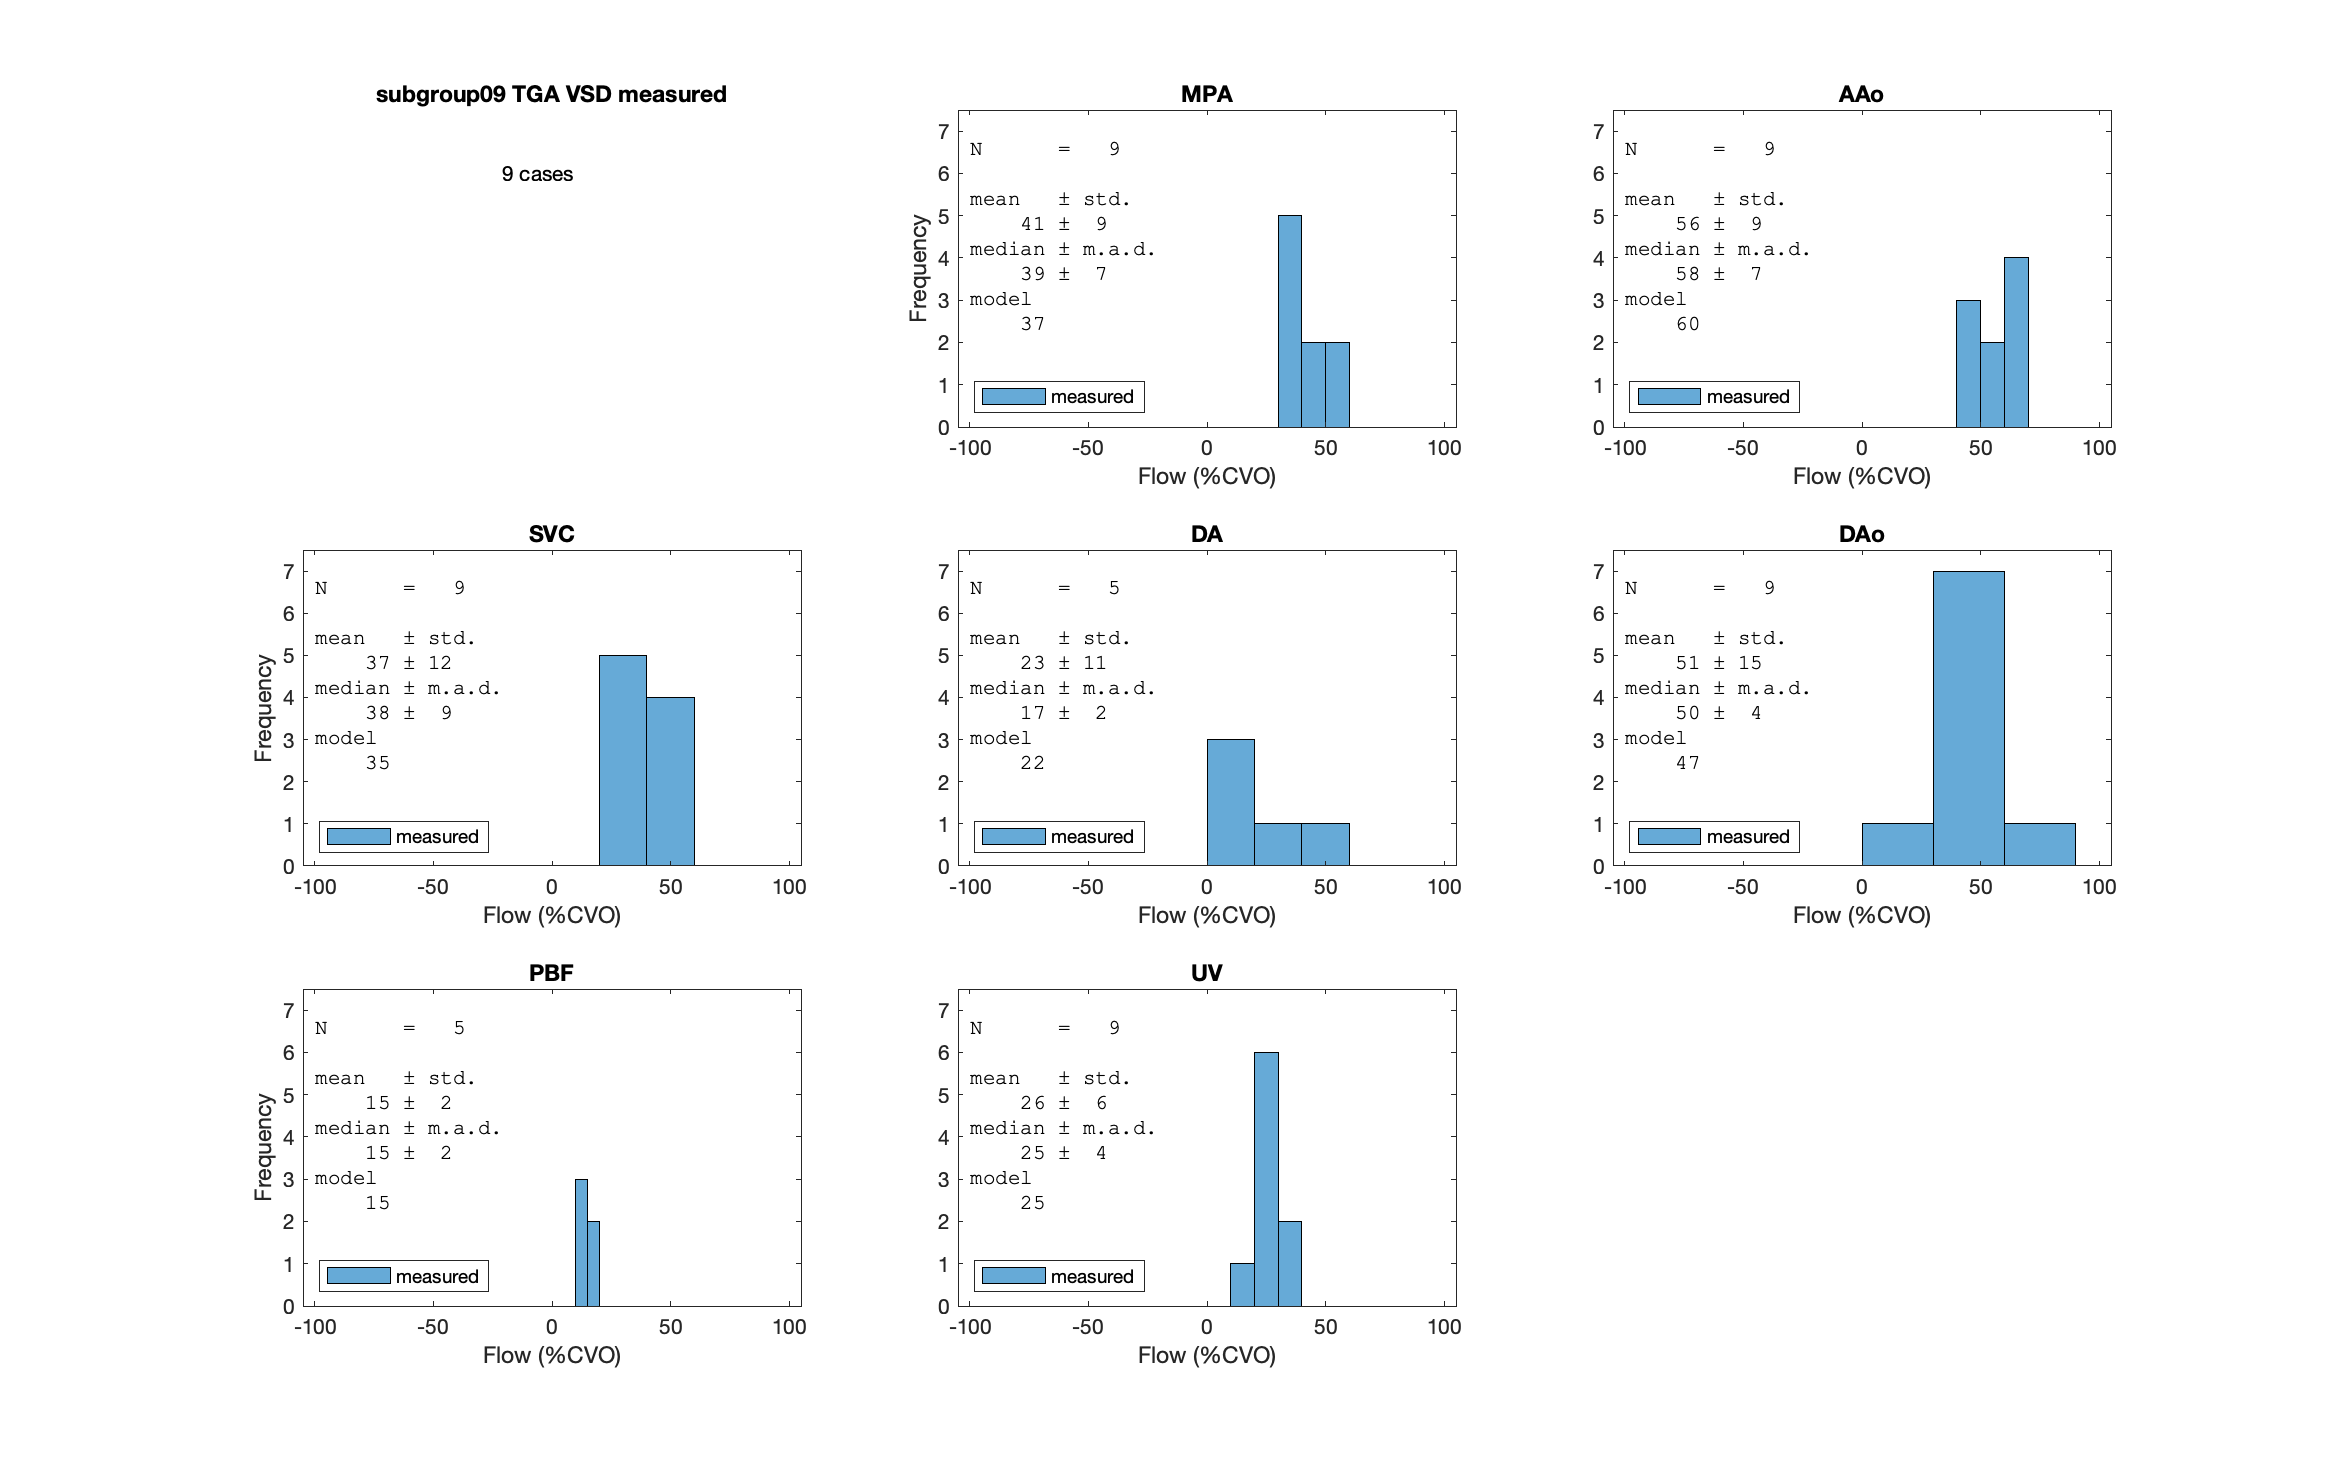 subgroup09 TGA VSD measured
9 cases
MPA
7
6
5
4
3
2
1
0
Frequency
N = 9
mean ± std.
41 ± 9
median ± m.a.d.
39 ± 7
model
37
measured
-100 -50 0 50 100
Flow (%CVO)
AAo
7
6
5
4
3
2
1
0
N = 9
mean ± std.
56 ± 9
median ± m.a.d.
58 ± 7
model
60
measured
-100 -50 0 50 100
Flow (%CVO)
SVC
7
6
5
4
3
2
1
0
Frequency
N = 9
mean ± std.
37 ± 12
median ± m.a.d.
38 ± 9
model
35
measured
-100 -50 0 50 100
Flow (%CVO)
DA
7
6
5
4
3
2
1
0
N = 5
mean ± std.
23 ± 11
median ± m.a.d.
17 ± 2
model
22
measured
-100 -50 0 50 100
Flow (%CVO)
DAo
7
6
5
4
3
2
1
0
N = 9
mean ± std.
51 ± 15
median ± m.a.d.
50 ± 4
model
47
measured
-100 -50 0 50 100
Flow (%CVO)
PBF
7
6
5
4
3
2
1
0
Frequency
N = 5
mean ± std.
15 ± 2
median ± m.a.d.
15 ± 2
model
15
measured
-100 -50 0 50 100
Flow (%CVO)
UV
7
6
5
4
3
2
1
0
N = 9
mean ± std.
26 ± 6
median ± m.a.d.
25 ± 4
model
25
measured
-100 -50 0 50 100
Flow (%CVO)